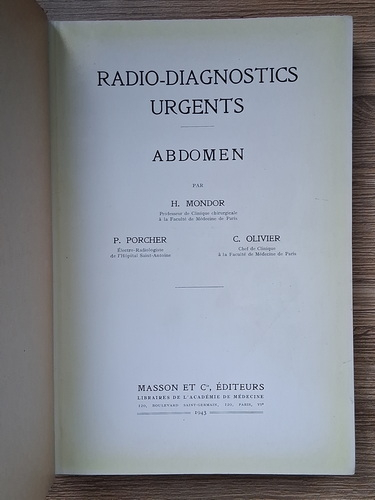 RADIO-DIAGNOSTICS
URGENTS
ABDOMEN
PAR
H. MONDOR
Professeur de Clinique chirurgicale
à la Faculté de Médecine de Paris
P. PORCHER
Électro-Radiologiste
de l'Hôpital Saint-Antoine
C. OLIVIER
Chef de Clinique
à la Faculté de Médecine de Paris
MASSON ET Cie, ÉDITEURS
LIBRAIRES DE L'ACADÉMIE DE MÉDECINE
120, BOULEVARD SAINT-GERMAIN, 120, PARIS, VIe
1943